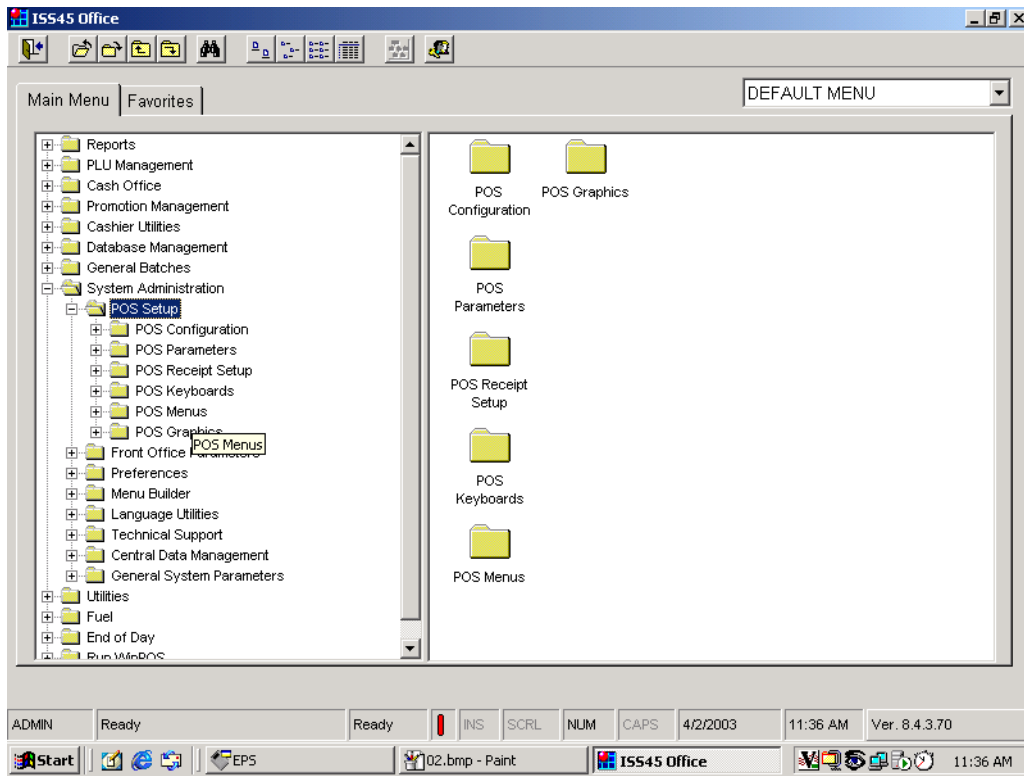 ISS45 Office
Main Menu
Favorites
DEFAULT MENU
Reports
PLU Management
Cash Office
Promotion Management
Cashier Utilities
Database Management
General Batches
System Administration
POS Setup
POS Configuration
POS Parameters
POS Receipt Setup
POS Keyboards
POS Menus
POS Graphics
POS Menus
Front Office Parameters
Preferences
Menu Builder
Language Utilities
Technical Support
Central Data Management
General System Parameters
Utilities
Fuel
End of Day
Run WinPOS
POS
Configuration
POS Graphics
POS
Parameters
POS Receipt
Setup
POS
Keyboards
POS Menus
ADMIN
Ready
Ready
INS
SCRL
NUM
CAPS
4/2/2003
11:36 AM
Ver. 8.4.3.70
Start
EPS
02.bmp - Paint
ISS45 Office
11:36 AM